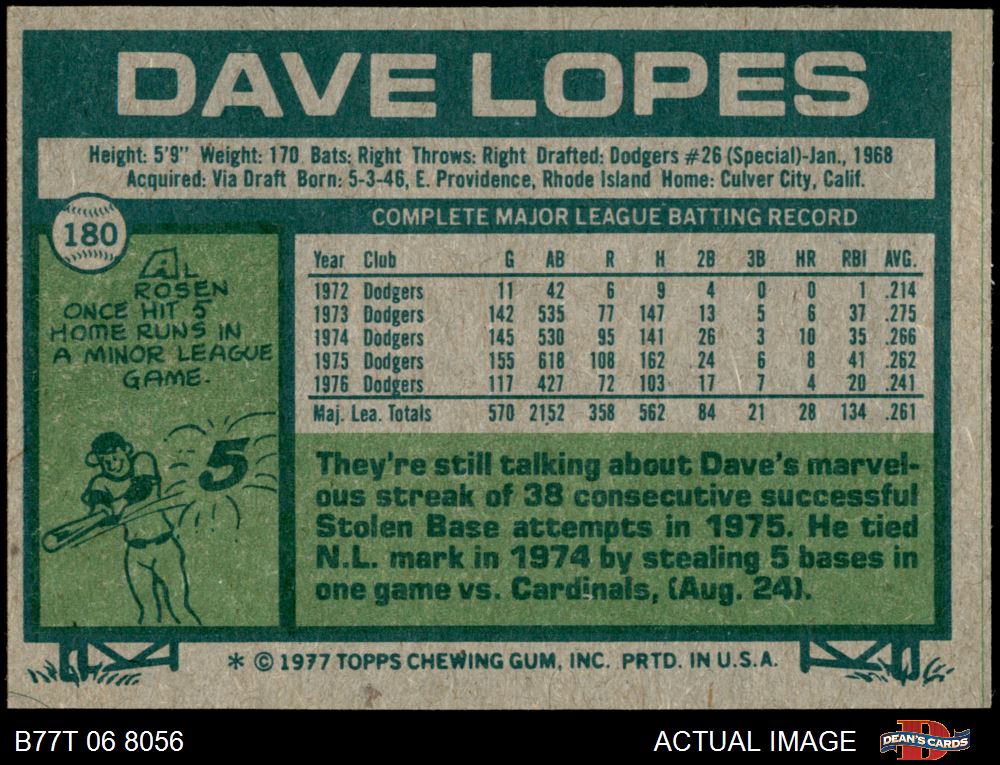 DAVE LOPES
Height: 5'9" Weight: 170 Bats: Right Throws: Right Drafted: Dodgers #26 (Special)-Jan., 1968
Acquired: Via Draft Born: 5-3-46, E. Providence, Rhode Island Home: Culver City, Calif.
180
COMPLETE MAJOR LEAGUE BATTING RECORD
AL
ROSEN
ONCE HIT 5
HOME RUNS IN
A MINOR LEAGUE
GAME.
5
Year Club G AB R H 2B 3B HR RBI AVG.
1972 Dodgers 11 42 6 9 4 0 0 1 .214
1973 Dodgers 142 535 77 147 13 5 6 37 .275
1974 Dodgers 145 530 95 141 26 3 10 35 .266
1975 Dodgers 155 618 108 162 24 6 8 41 .262
1976 Dodgers 117 427 72 103 17 7 4 20 .241
Maj. Lea. Totals 570 2152 358 562 84 21 28 134 .261
They're still talking about Dave's marvel-
ous streak of 38 consecutive successful
Stolen Base attempts in 1975. He tied
N.L. mark in 1974 by stealing 5 bases in
one game vs. Cardinals, (Aug. 24).
* © 1977 TOPPS CHEWING GUM, INC. PRTD. IN U.S.A.
B77T 06 8056
ACTUAL IMAGE
D
DEAN'S CARDS